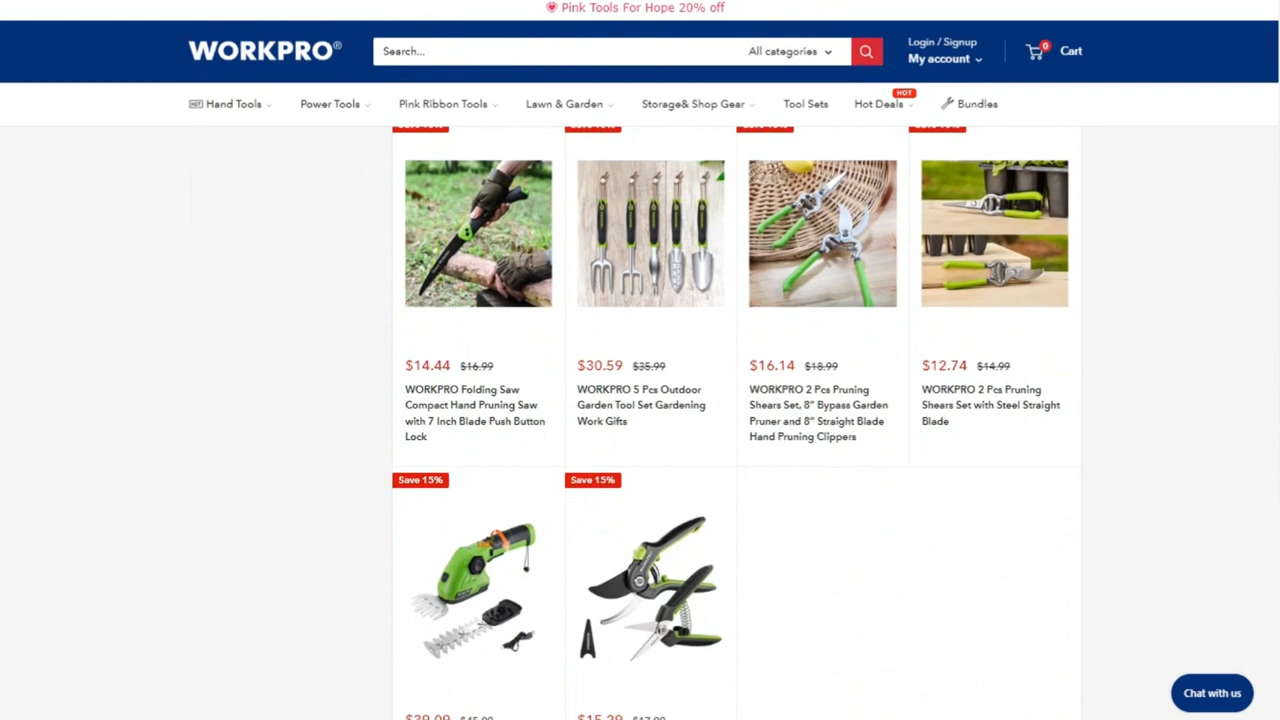 Pink Tools For Hope 20% off
WORKPRO®
Search...
All categories
Login / Signup
My account
0
Cart
HOT
HOT Hand Tools
Power Tools
Pink Ribbon Tools
Lawn & Garden
Storage& Shop Gear
Tool Sets
Hot Deals
Bundles
$14.44 $16.99
WORKPRO Folding Saw
Compact Hand Pruning Saw
with 7 Inch Blade Push Button
Lock
$30.59 $35.99
WORKPRO 5 Pcs Outdoor
Garden Tool Set Gardening
Work Gifts
$16.14 $18.99
WORKPRO 2 Pcs Pruning
Shears Set, 8" Bypass Garden
Pruner and 8" Straight Blade
Hand Pruning Clippers
$12.74 $14.99
WORKPRO 2 Pcs Pruning
Shears Set with Steel Straight
Blade
Save 15%
Save 15%
Chat with us